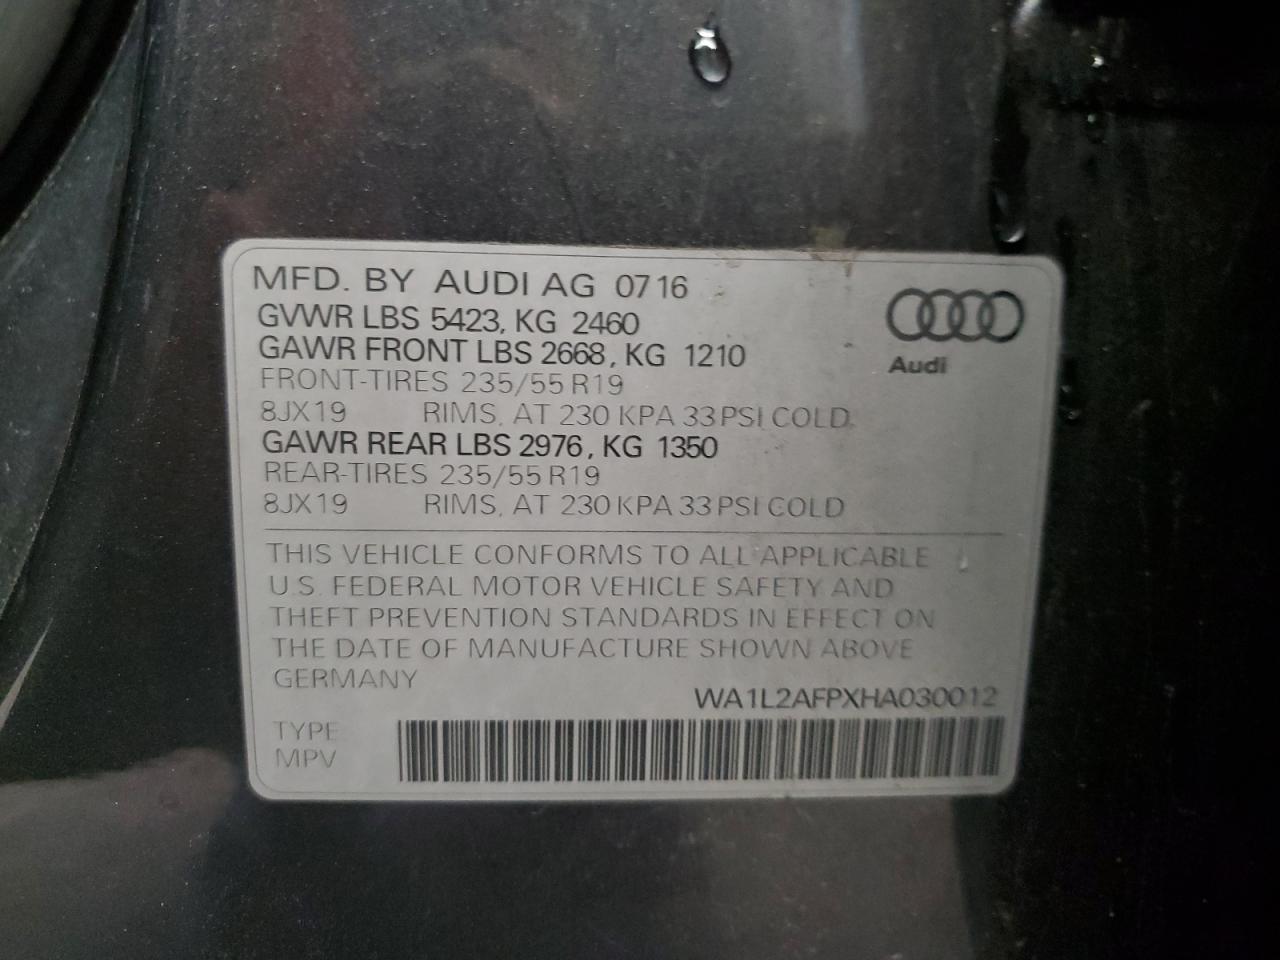 MFD. BY AUDI AG 0716
GVWR LBS 5423, KG 2460
GAWR FRONT LBS 2668, KG 1210
FRONT-TIRES 235/55 R19
8JX19 RIMS, AT 230 KPA 33 PSI COLD
GAWR REAR LBS 2976, KG 1350
REAR-TIRES 235/55 R19
8JX19 RIMS, AT 230 KPA 33 PSI COLD
Audi
THIS VEHICLE CONFORMS TO ALL APPLICABLE
U.S. FEDERAL MOTOR VEHICLE SAFETY AND
THEFT PREVENTION STANDARDS IN EFFECT ON
THE DATE OF MANUFACTURE SHOWN ABOVE
GERMANY
WA1L2AFPXHA030012
TYPE
MPV